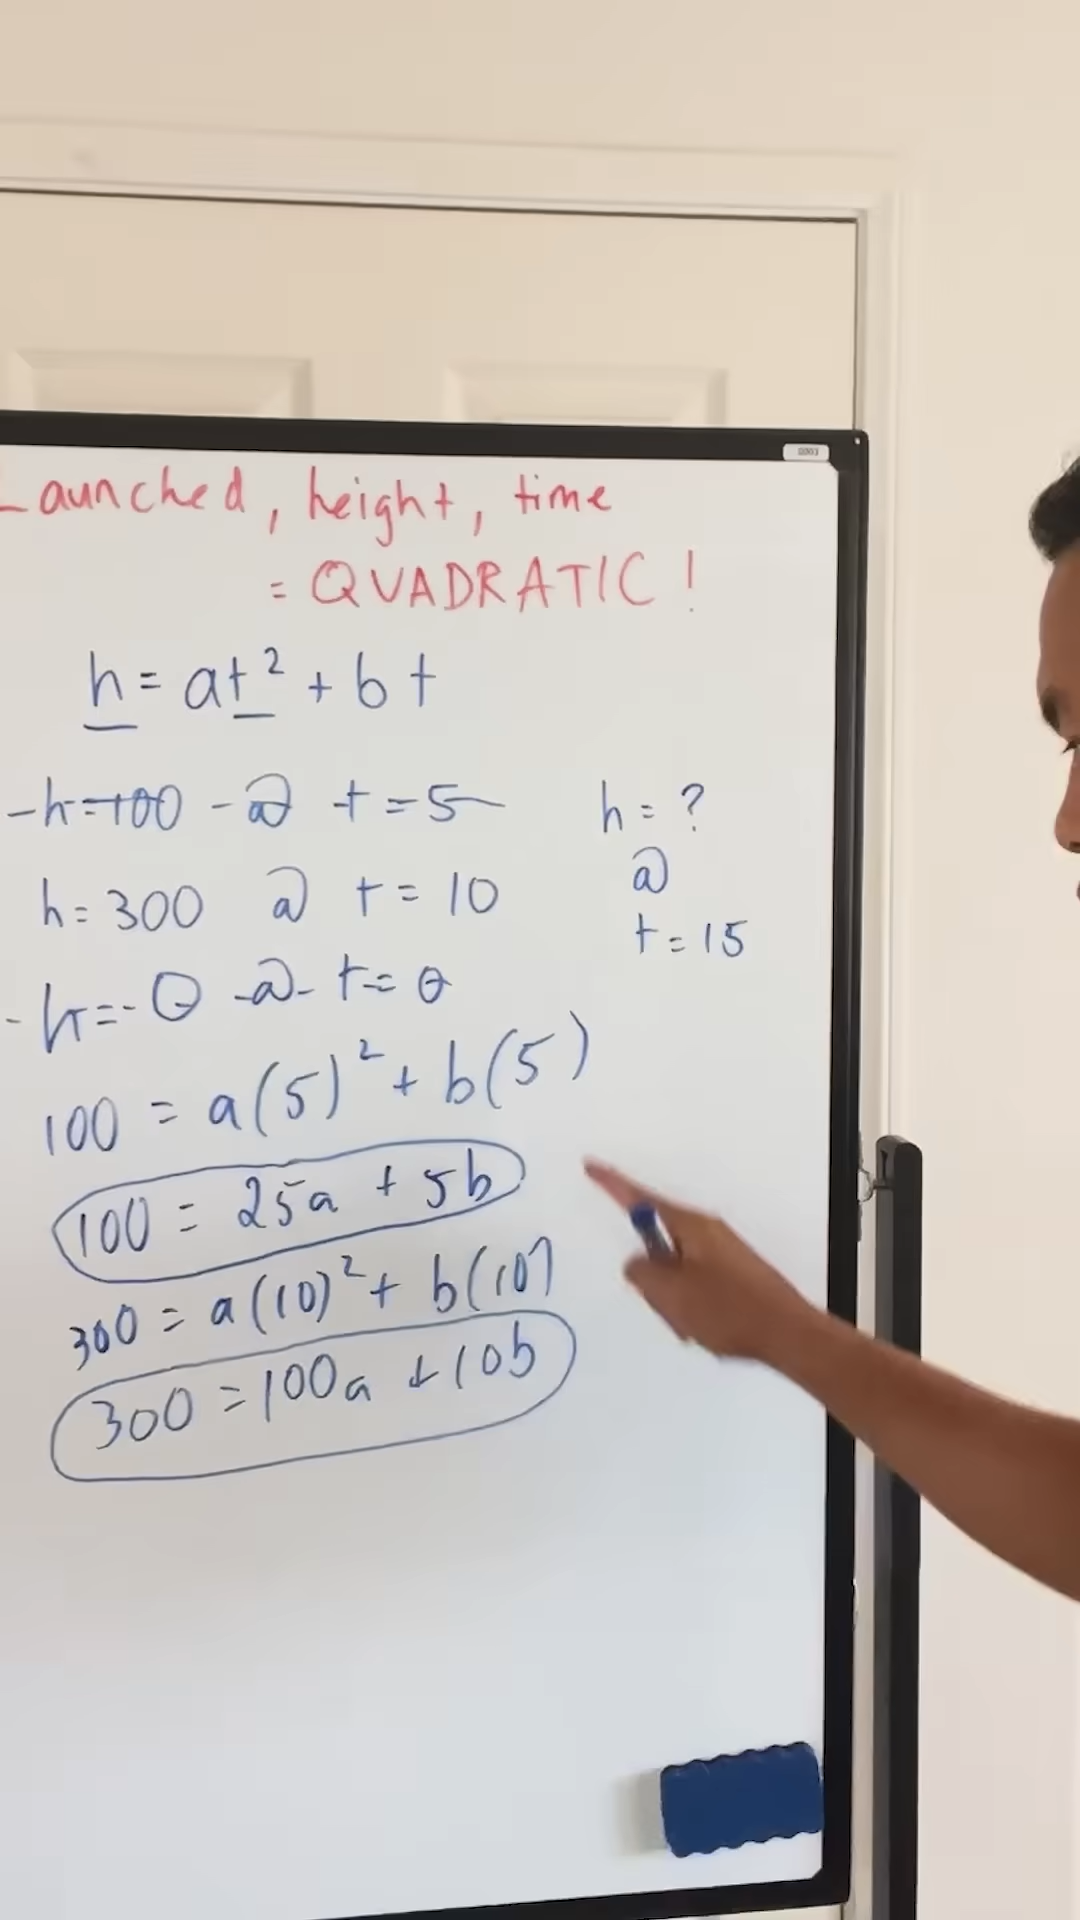 Launched, height, time
= QUADRATIC!
h = at² + bt
h = 100 @ t = 5
h = ?
@
t = 15
h = 300 @ t = 10
h = 0 @ t = 0
100 = a(5)² + b(5)
100 = 25a + 5b
300 = a(10)² + b(10)
300 = 100a + 10b